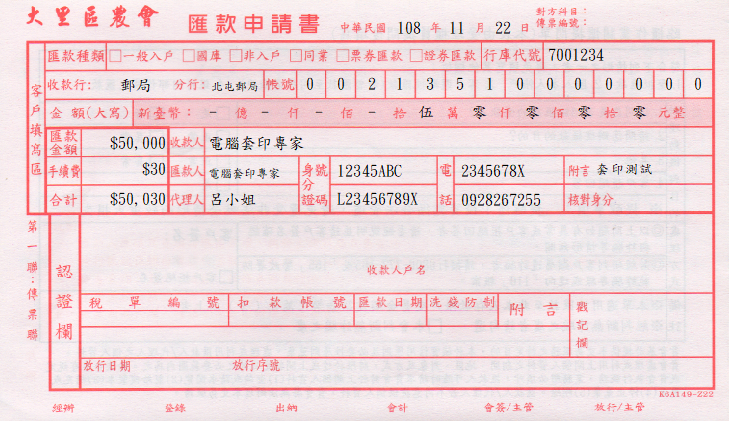 大里區農會 匯款申請書 中華民國 108 年 11 月 22 日 對方科目:
傳票編號:
匯款種類 □一般入戶 □國庫 □非入戶 □同業 □票券匯款 □證券匯款 行庫代號 7001234
收款行: 郵局 分行: 北屯郵局 帳號 0 0 2 1 3 5 1 0 0 0 0 0 0 0
金額(大寫) 新臺幣: - 億 - 仟 - 佰 - 拾 伍 萬 零 仟 零 佰 零 拾 零 元整
匯款金額 $50,000 收款人 電腦套印專家
手續費 $30 匯款人 電腦套印專家 身分證號碼 12345ABC 電話 2345678X 附言 套印測試
合計 $50,030 代理人 呂小姐 L23456789X 0928267255 核對身分
客戶填寫區
第一聯:傳票聯
認證欄
收款人戶名
稅單編號 扣款帳號 匯款日期 洗錢防制 附言 戳記欄
放行日期 放行序號
K6A149-222
經辦 登錄 出納 會計 會簽/主管 放行/主管